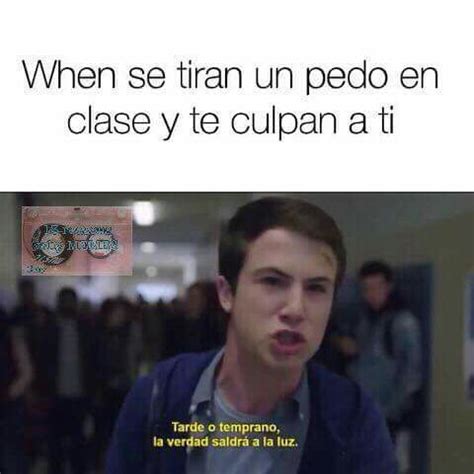 When se tiran un pedo en
clase y te culpan a ti
Tarde o temprano,
la verdad saldrá a la luz.